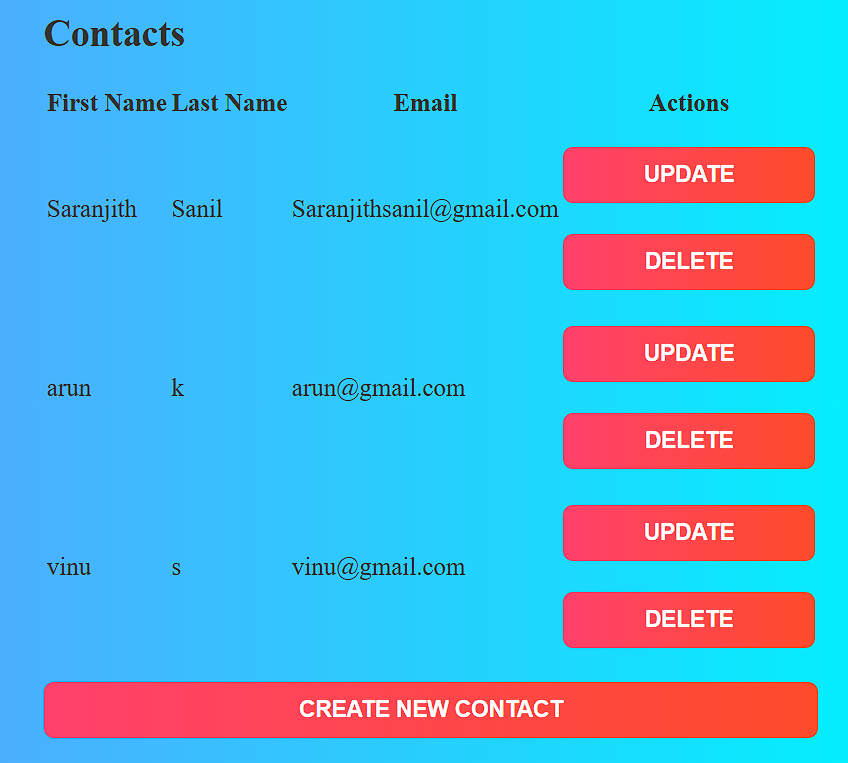 Contacts
First Name Last Name Email Actions
UPDATE
Saranjith Sanil Saranjithsanil@gmail.com
DELETE
UPDATE
arun k arun@gmail.com
DELETE
UPDATE
vinu s vinu@gmail.com
DELETE
CREATE NEW CONTACT